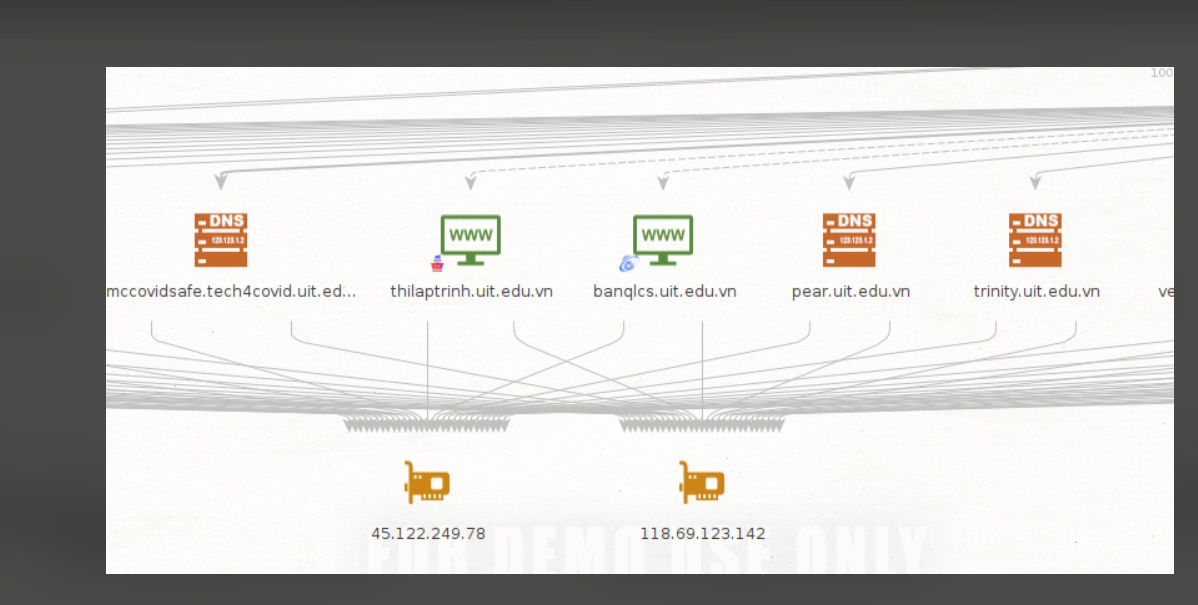 100
DNS
123.123.1.2
WWW
WWW
DNS
123.123.1.2
DNS
123.123.1.2
mccovidsafe.tech4covid.uit.ed...
thilaptrinh.uit.edu.vn
banqlcs.uit.edu.vn
pear.uit.edu.vn
trinity.uit.edu.vn
ve
45.122.249.78
118.69.123.142
FOR DEMO USE ONLY